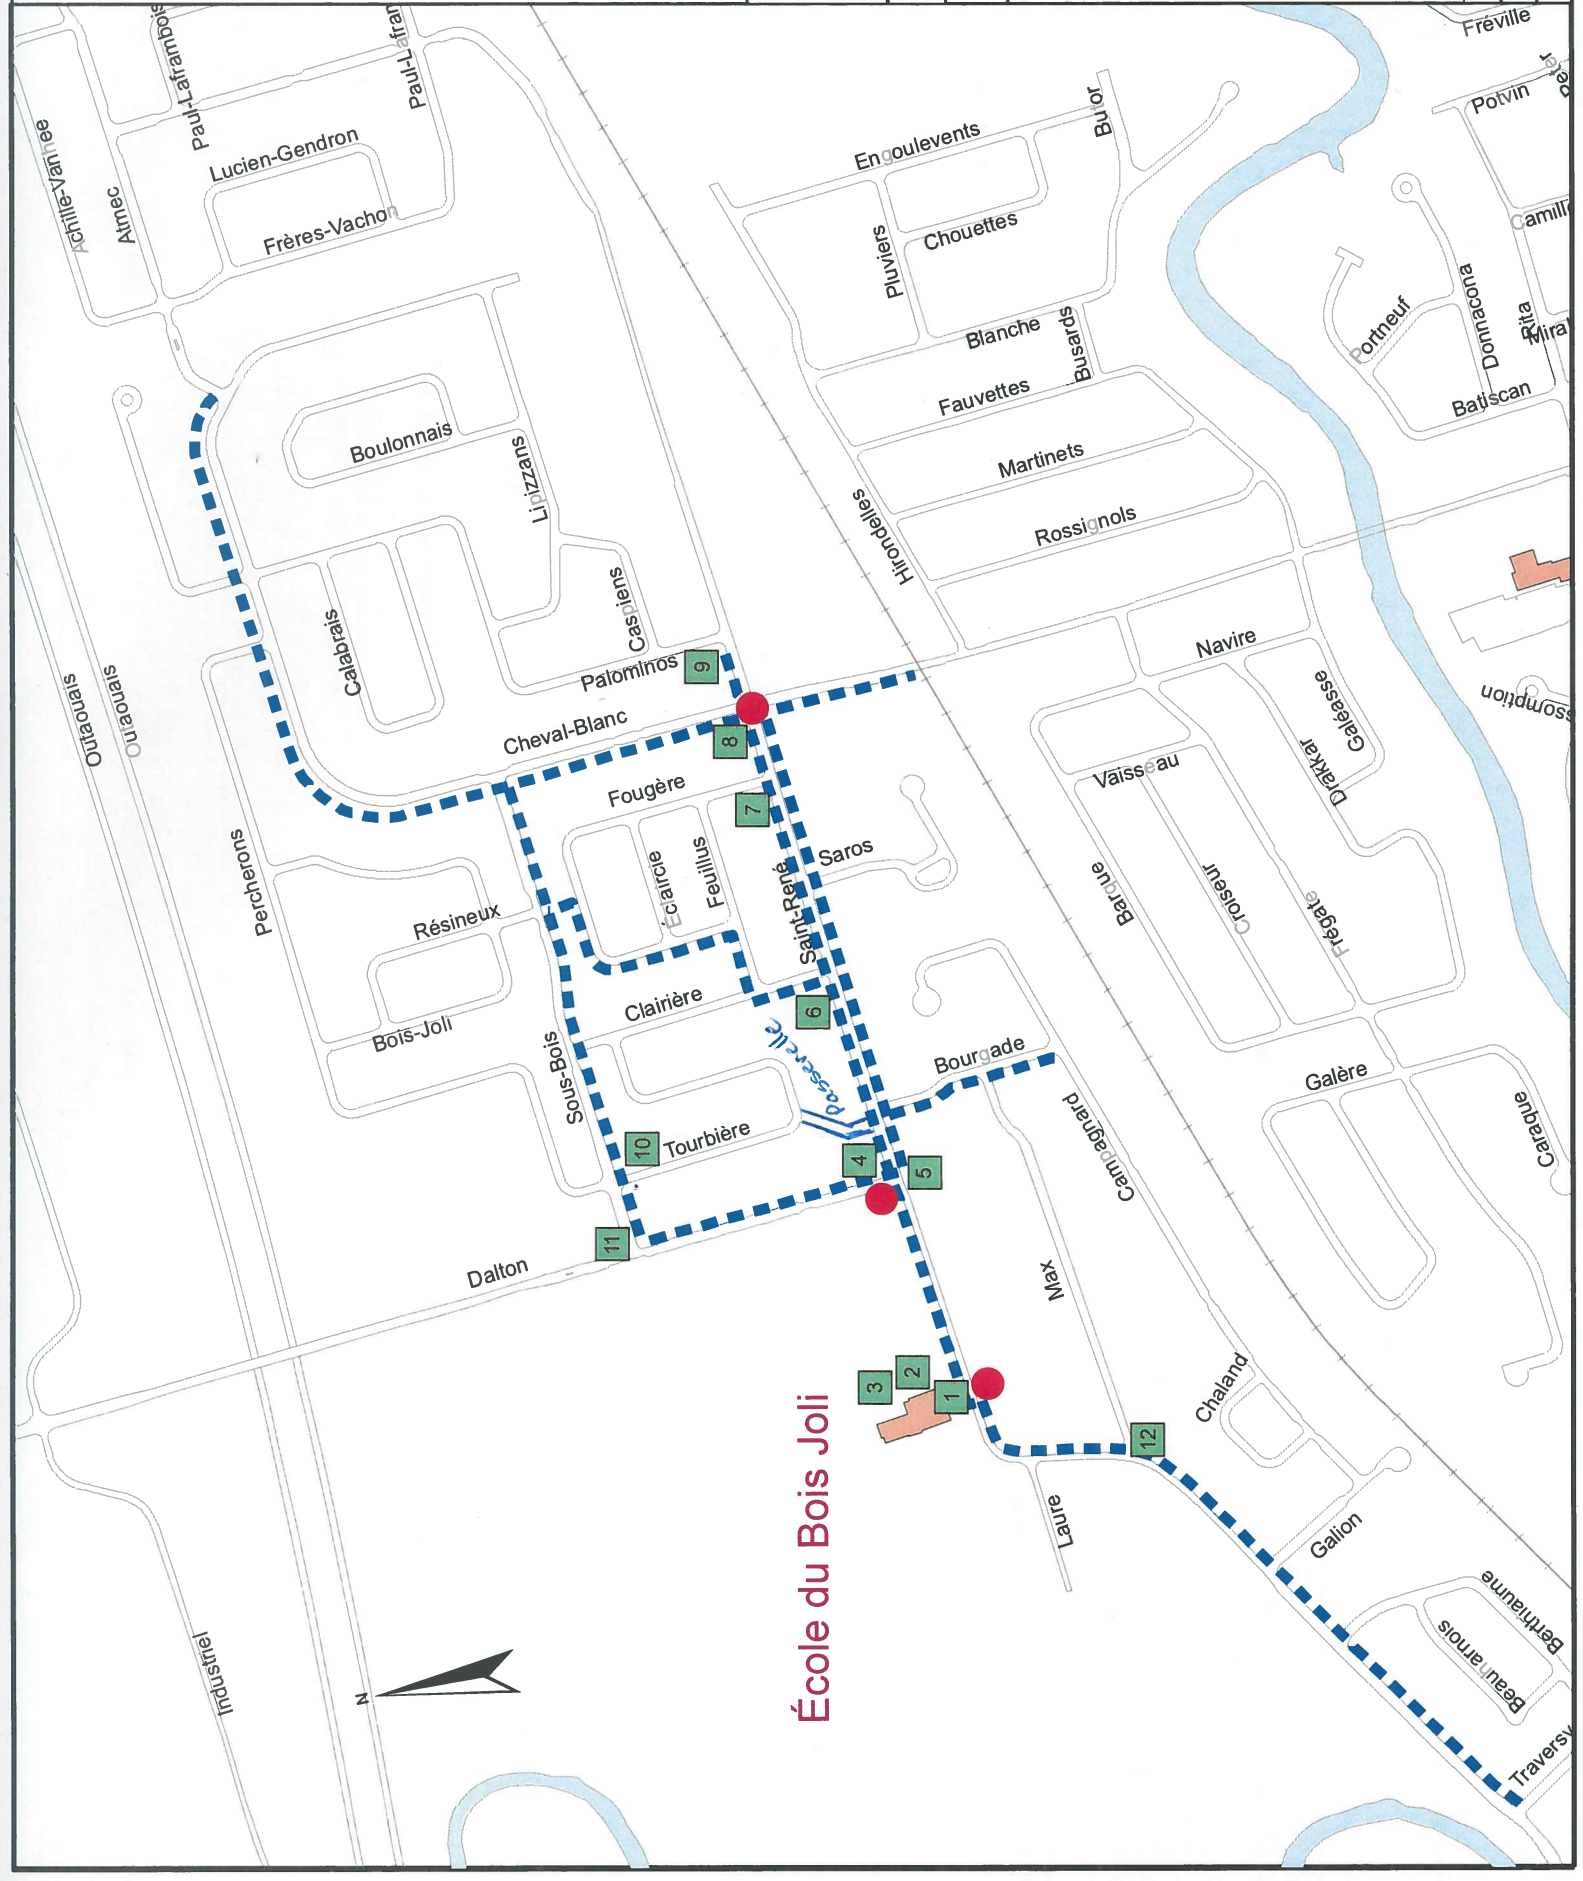 Achille-Vanhee
Atmec
Paul-Laframbois
Paul-Lafran
Lucien-Gendron
Frères-Vachon
Fréville
Potvin
Engoulevents
Butor
Chouettes
Pluviers
Blanche
Busards
Fauvettes
Martinets
Rossignols
Hirondelles
Portneuf
Donnacona
Rita
Batiscan
Boulonnais
Lipizzans
Caspiens
Calabrais
Palominos
Cheval-Blanc
Outaouais
Outaouais
Percherons
Fougère
Éclaircie
Feuillus
Saint-René
Saros
Résineux
Clairière
Bois-Joli
Sous-Bois
Tourbière
Passerelle
Bourgade
Navire
Galéasse
Drakkar
Vaisseau
Barque
Croiseur
Frégate
Galère
Caraque
Campagnard
Max
Dalton
Chaland
Galion
Laure
Berthiaume
Beauharnois
Traversy
Industriel
N
École du Bois Joli
1
2
3
4
5
6
7
8
9
10
11
12